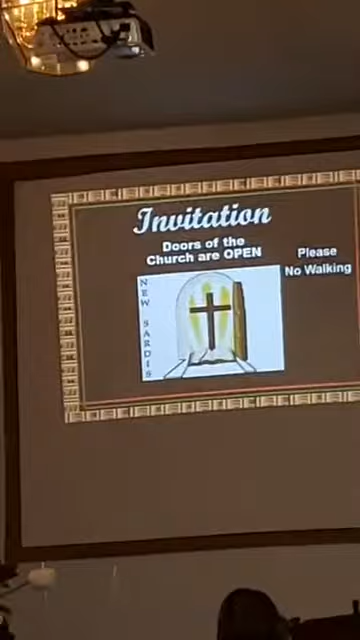 Invitation
Doors of the
Church are OPEN
Please
No Walking
NEW SARDIS